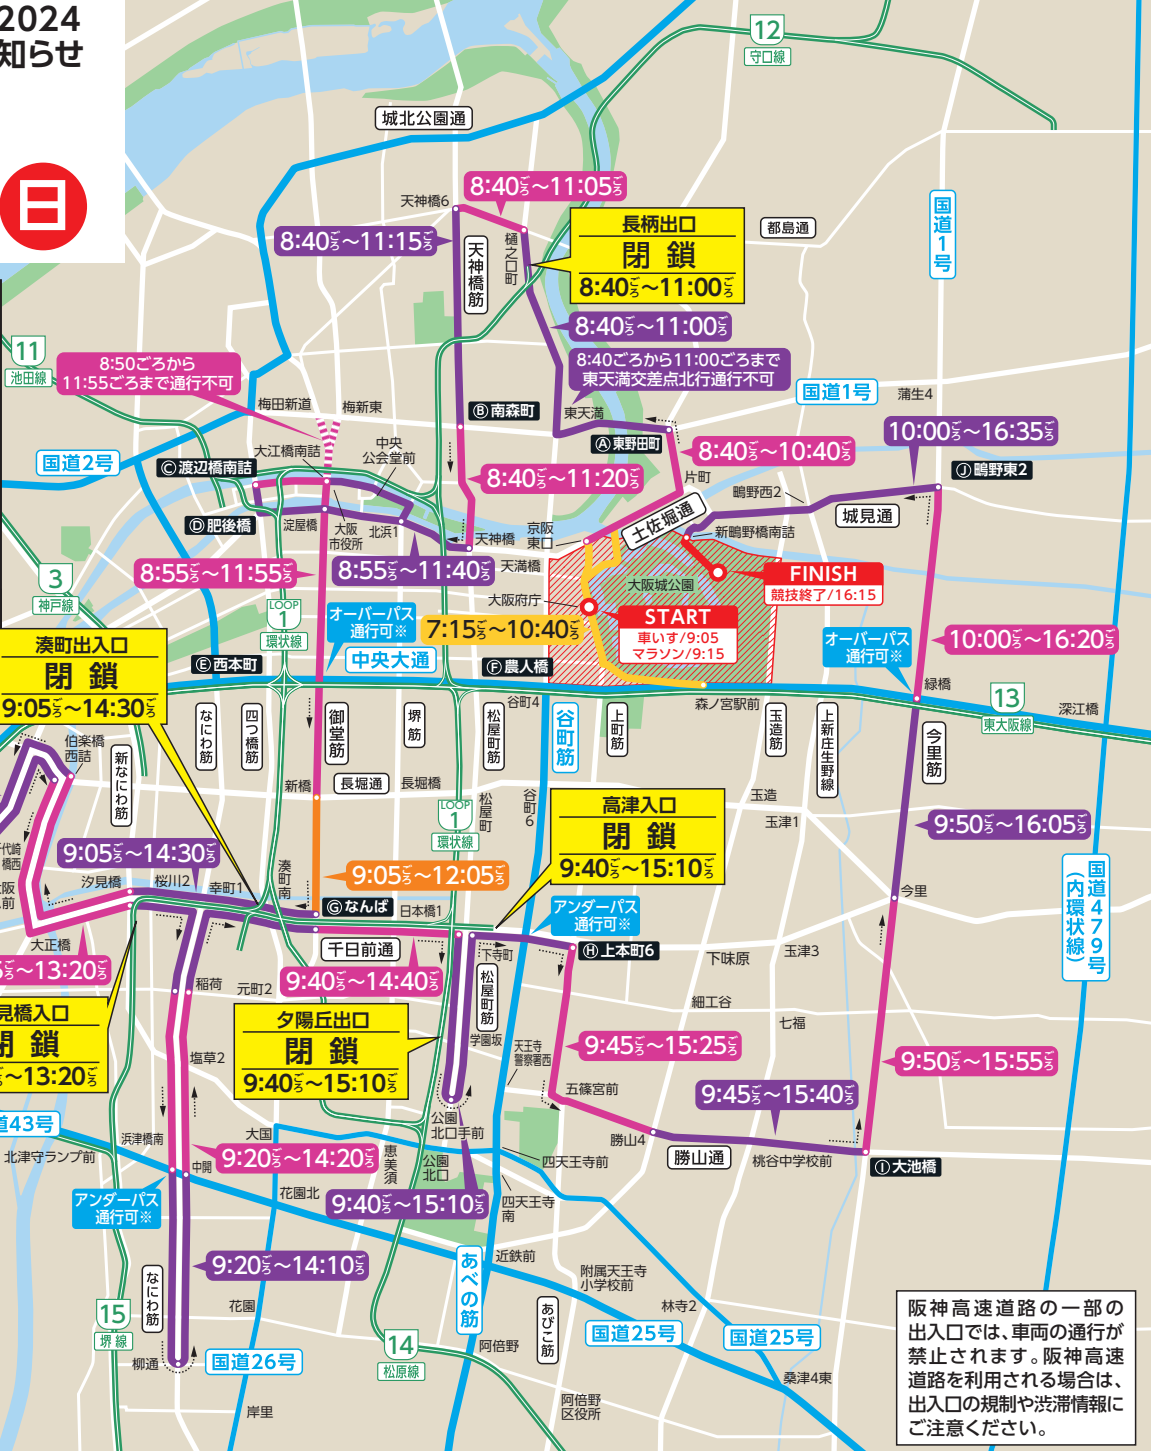 2024
知らせ
日
12
守口線
城北公園通
天神橋6
8:40ごろ～11:05ごろ
国道1号
都島通
8:40ごろ～11:15ごろ
天神橋筋
樋之口町
長柄出口
閉鎖
8:40ごろ～11:00ごろ
8:40ごろ～11:00ごろ
8:40ごろから11:00ごろまで
東天満交差点北行通行不可
11
池田線
8:50ごろから
11:55ごろまで通行不可
国道1号
蒲生4
梅田新道
梅新東
Ⓑ南森町
東天満
10:00ごろ～16:35ごろ
Ⓐ東野田町
8:40ごろ～10:40ごろ
国道2号
大江橋南詰
中央
公会堂前
Ⓒ渡辺橋南詰
Ⓙ鴫野東2
8:40ごろ～11:20ごろ
片町
鴫野西2
城見通
Ⓓ肥後橋
淀屋橋
大阪
市役所
北浜1
天神橋
京阪
東口
土佐堀通
新鴫野橋南詰
天満橋
3
神戸線
8:55ごろ～11:55ごろ
8:55ごろ～11:40ごろ
大阪城公園
FINISH
競技終了/16:15
大阪府庁
LOOP
1
環状線
オーバーパス
通行可※
7:15ごろ～10:40ごろ
START
車いす/9:05
マラソン/9:15
オーバーパス
通行可※
10:00ごろ～16:20ごろ
湊町出入口
閉鎖
9:05ごろ～14:30ごろ
Ⓔ西本町
中央大通
Ⓕ農人橋
緑橋
13
東大阪線
深江橋
谷町4
森ノ宮駅前
なにわ筋
四つ橋筋
御堂筋
堺筋
松屋町筋
谷町筋
上町筋
玉造筋
上新庄生野線
今里筋
伯楽橋
西詰
新なにわ筋
新橋
長堀通
長堀橋
松屋町
谷町6
LOOP
1
環状線
高津入口
閉鎖
9:40ごろ～15:10ごろ
玉造
玉津1
9:50ごろ～16:05ごろ
9:05ごろ～14:30ごろ
橋西
汐見橋
桜川2
幸町1
湊町南
9:05ごろ～12:05ごろ
今里
国道479号
(内環状線)
Ⓖなんば
日本橋1
アンダーパス
通行可※
大正橋
千日前通
下寺町
Ⓗ上本町6
下味原
玉津3
～13:20ごろ
稲荷
元町2
9:40ごろ～14:40ごろ
松屋町筋
細工谷
七福
見橋入口
閉鎖
～13:20ごろ
夕陽丘出口
閉鎖
9:40ごろ～15:10ごろ
学園坂
天王寺
警察署西
9:45ごろ～15:25ごろ
9:50ごろ～15:55ごろ
塩草2
五篠宮前
9:45ごろ～15:40ごろ
道43号
浜津橋南
大国
公園
北口手前
勝山4
北津守ランプ前
中開
9:20ごろ～14:20ごろ
恵美須
公園
北口
四天王寺前
勝山通
桃谷中学校前
Ⓘ大池橋
アンダーパス
通行可※
花園北
9:40ごろ～15:10ごろ
四天王寺
南
9:20ごろ～14:10ごろ
あべの筋
近鉄前
附属天王寺
小学校前
なにわ筋
15
堺線
花園
14
松原線
あびこ筋
林寺2
国道25号
国道25号
柳通
国道26号
阿倍野
桑津4東
岸里
阿倍野
区役所
阪神高速道路の一部の
出入口では、車両の通行が
禁止されます。阪神高速
道路を利用される場合は、
出入口の規制や渋滞情報に
ご注意ください。